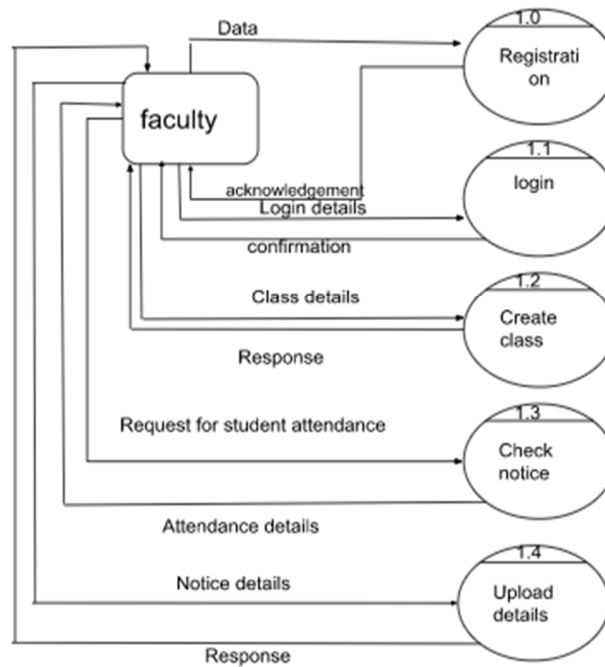 1.0
Data
Registrati
on
faculty
1.1
login
acknowledgement
Login details
confirmation
1.2
Class details
Create
class
Response
1.3
Request for student attendance
Check
notice
Attendance details
1.4
Notice details
Upload
details
Response